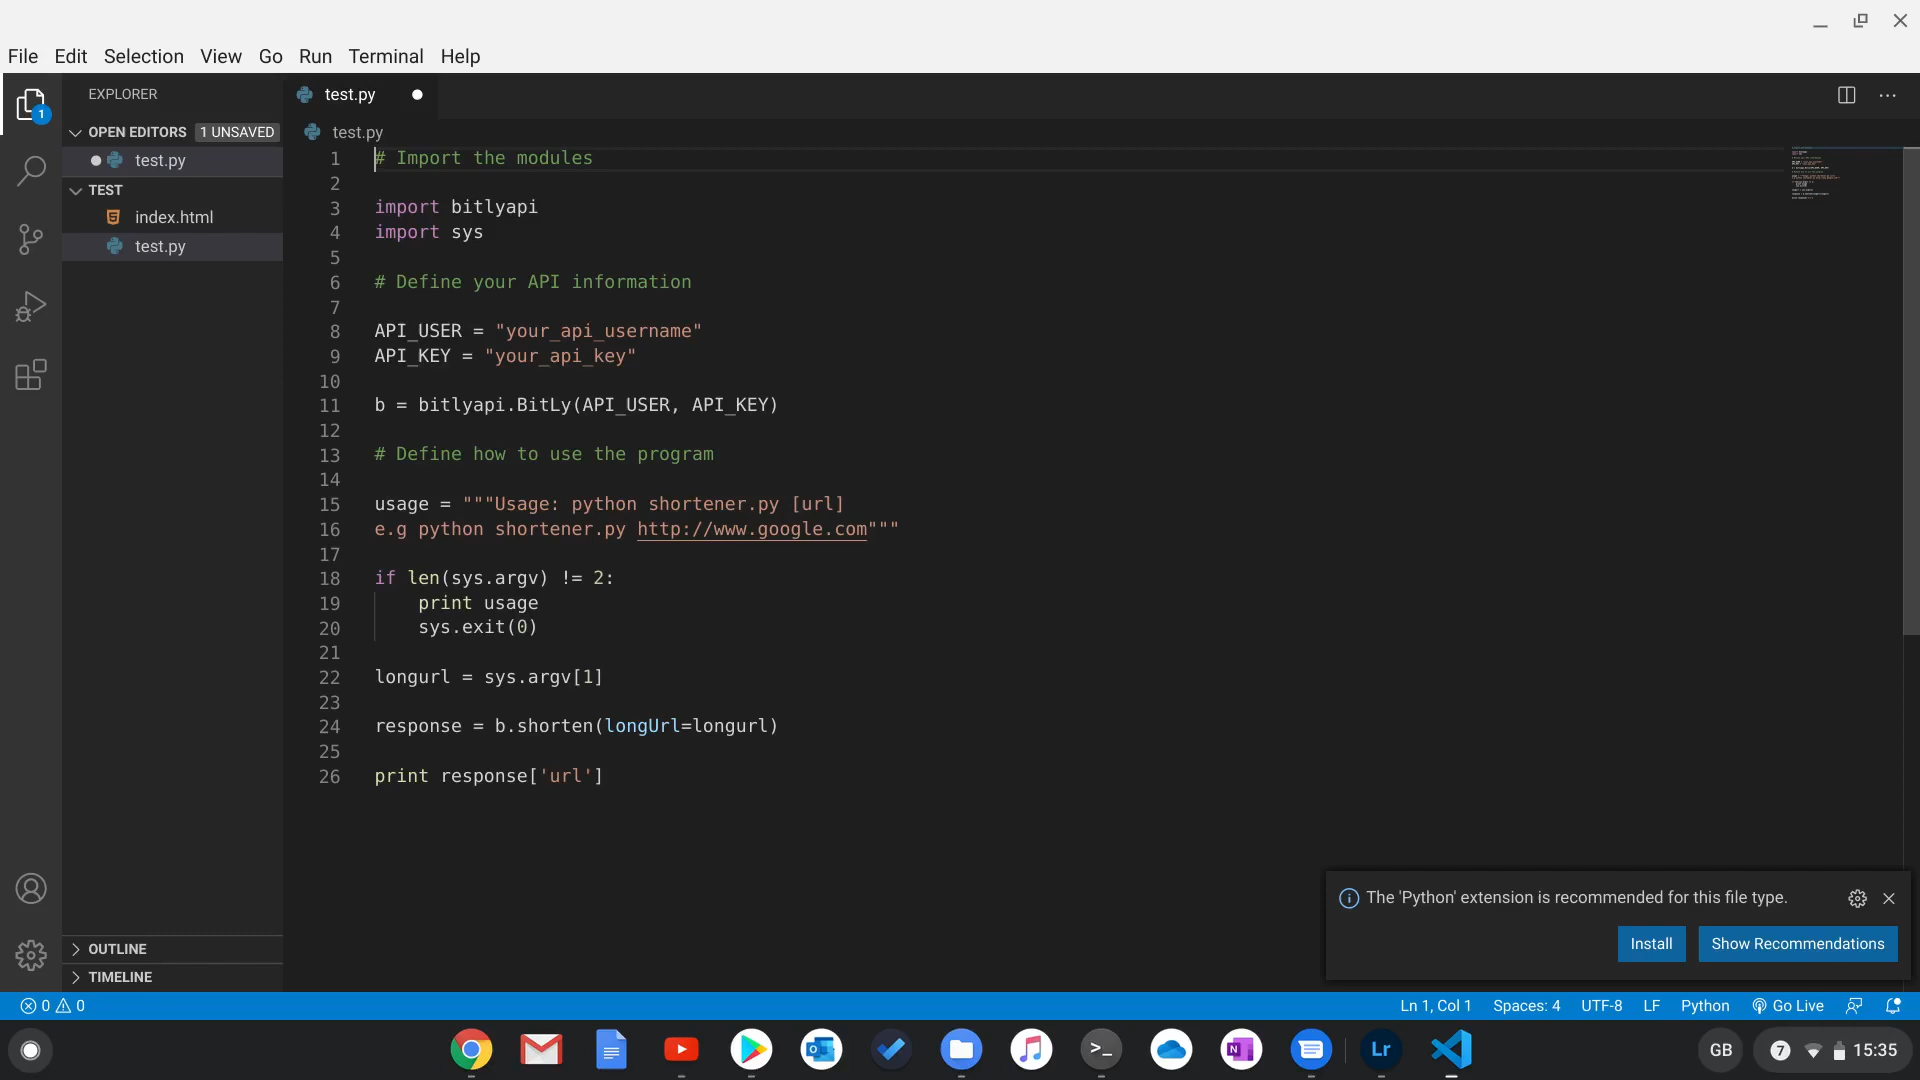 File Edit Selection View Go Run Terminal Help
1
EXPLORER
OPEN EDITORS 1 UNSAVED
test.py
TEST
index.html
test.py
OUTLINE
TIMELINE
test.py
test.py
1 # Import the modules
2
3 import bitlyapi
4 import sys
5
6 # Define your API information
7
8 API_USER = "your_api_username"
9 API_KEY = "your_api_key"
10
11 b = bitlyapi.BitLy(API_USER, API_KEY)
12
13 # Define how to use the program
14
15 usage = """Usage: python shortener.py [url]
16 e.g python shortener.py http://www.google.com"""
17
18 if len(sys.argv) != 2:
19     print usage
20     sys.exit(0)
21
22 longurl = sys.argv[1]
23
24 response = b.shorten(longUrl=longurl)
25
26 print response['url']
The 'Python' extension is recommended for this file type.
Install Show Recommendations
0 0 Ln 1, Col 1 Spaces: 4 UTF-8 LF Python Go Live
Lr GB 7 15:35